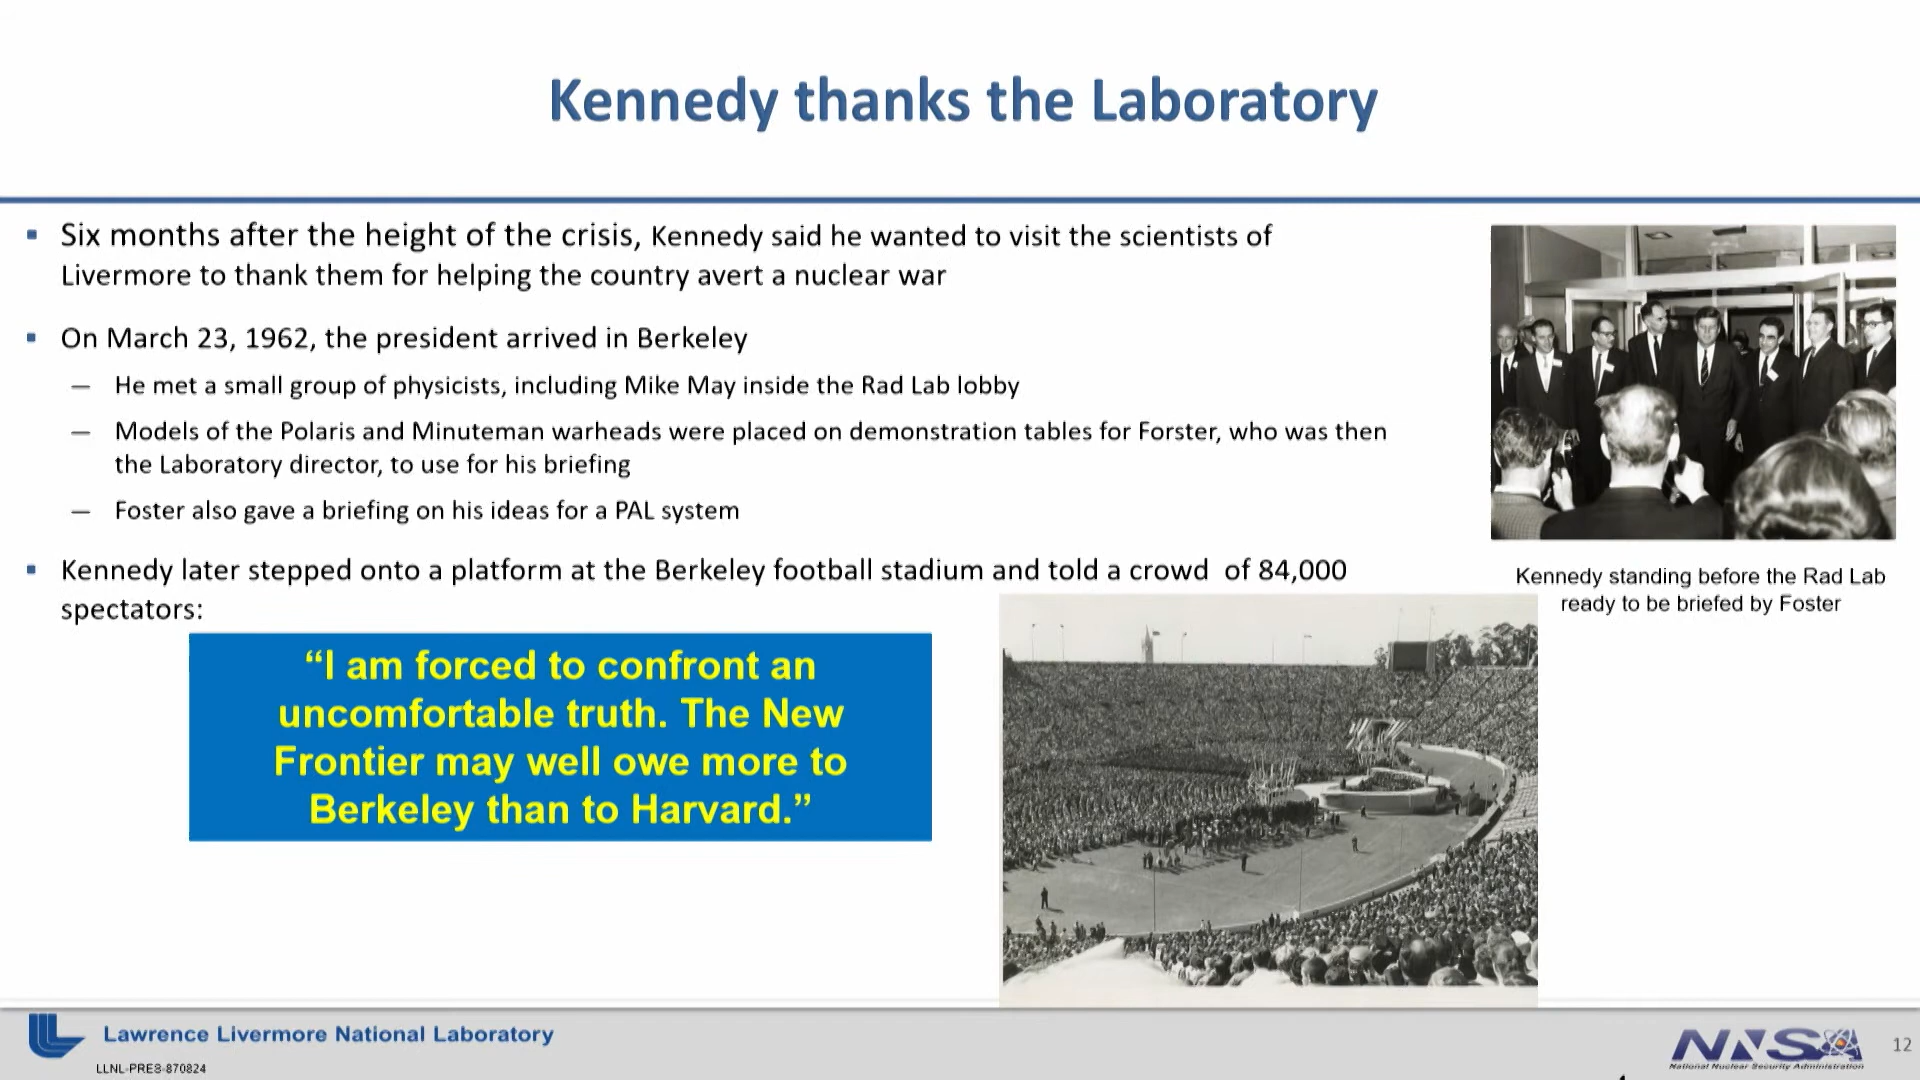 Kennedy thanks the Laboratory
Six months after the height of the crisis, Kennedy said he wanted to visit the scientists of
Livermore to thank them for helping the country avert a nuclear war
On March 23, 1962, the president arrived in Berkeley
— He met a small group of physicists, including Mike May inside the Rad Lab lobby
— Models of the Polaris and Minuteman warheads were placed on demonstration tables for Forster, who was then
the Laboratory director, to use for his briefing
— Foster also gave a briefing on his ideas for a PAL system
Kennedy later stepped onto a platform at the Berkeley football stadium and told a crowd of 84,000
spectators:
“I am forced to confront an
uncomfortable truth. The New
Frontier may well owe more to
Berkeley than to Harvard.”
Kennedy standing before the Rad Lab
ready to be briefed by Foster
Lawrence Livermore National Laboratory
LLNL-PRES-870824
NNSA
National Nuclear Security Administration
12